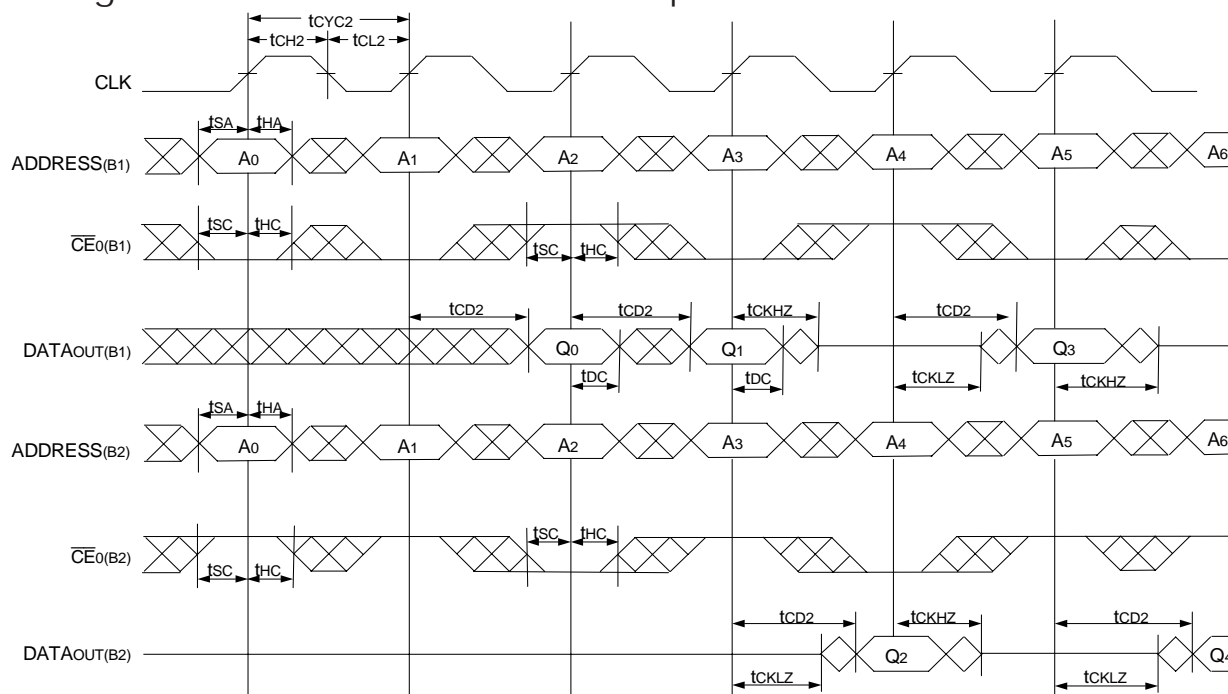 tCYC2
tCH2 tCL2
CLK
tSA tHA
ADDRESS(B1) A0 A1 A2 A3 A4 A5 A6
tSC tHC
CE0(B1)
tSC tHC
tCD2 tCD2 tCKHZ tCD2
DATAOUT(B1) Q0 Q1 Q3
tDC tDC tCKLZ tCKHZ
tSA tHA
ADDRESS(B2) A0 A1 A2 A3 A4 A5 A6
tSC tHC
CE0(B2)
tSC tHC
tCD2 tCKHZ tCD2
DATAOUT(B2) Q2 Q4
tCKLZ tCKLZ